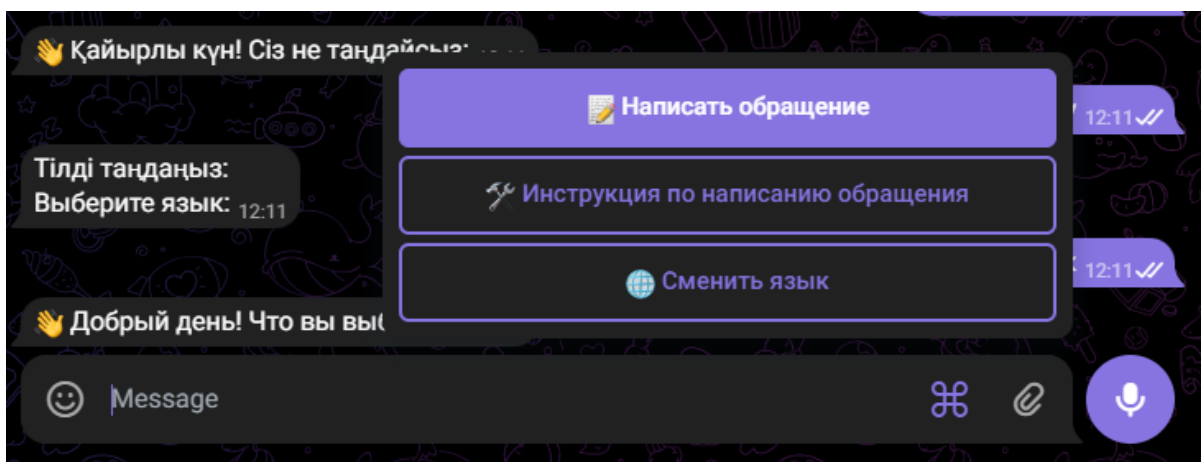 👋 Қайырлы күн! Сіз не таңдайсыз:
12:11
Тілді таңдаңыз:
Выберите язык: 12:11
📝 Написать обращение
🛠 Инструкция по написанию обращения
🌐 Сменить язык
12:11
👋 Добрый день! Что вы
Message